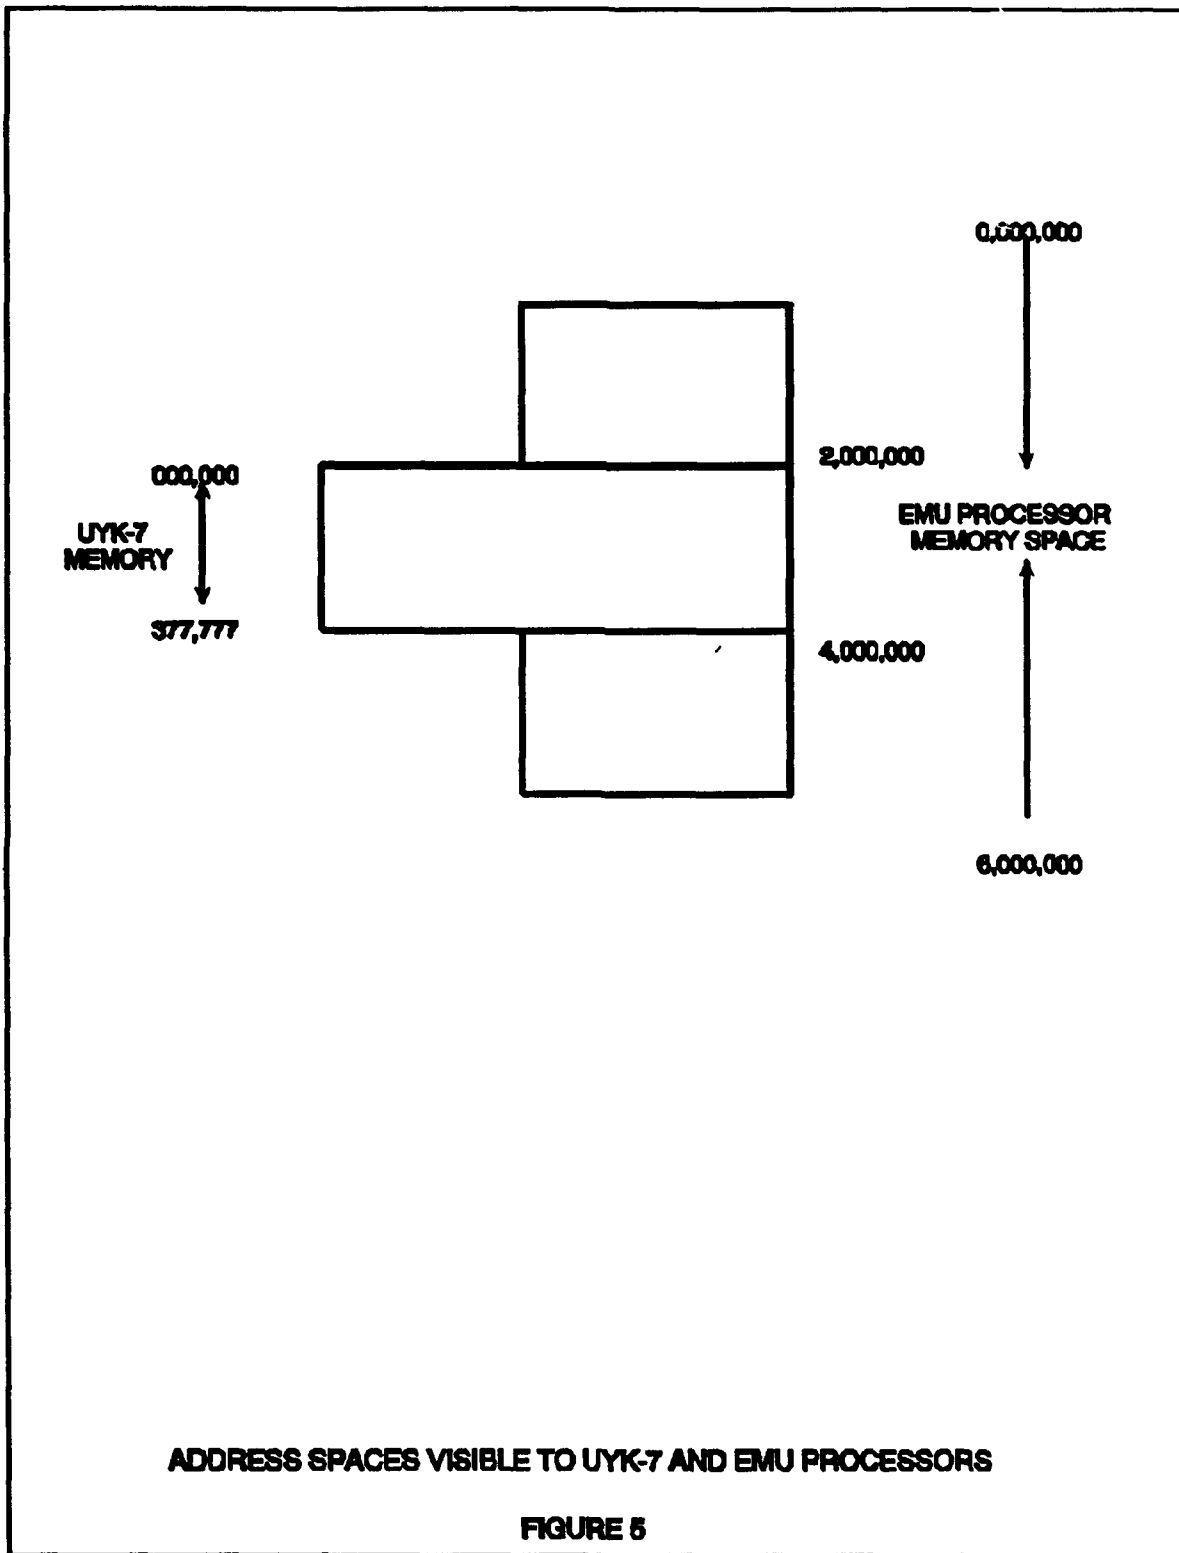 0,000,000
2,000,000
000,000
EMU PROCESSOR
MEMORY SPACE
UYK-7
MEMORY
377,777
4,000,000
6,000,000
ADDRESS SPACES VISIBLE TO UYK-7 AND EMU PROCESSORS
FIGURE 5